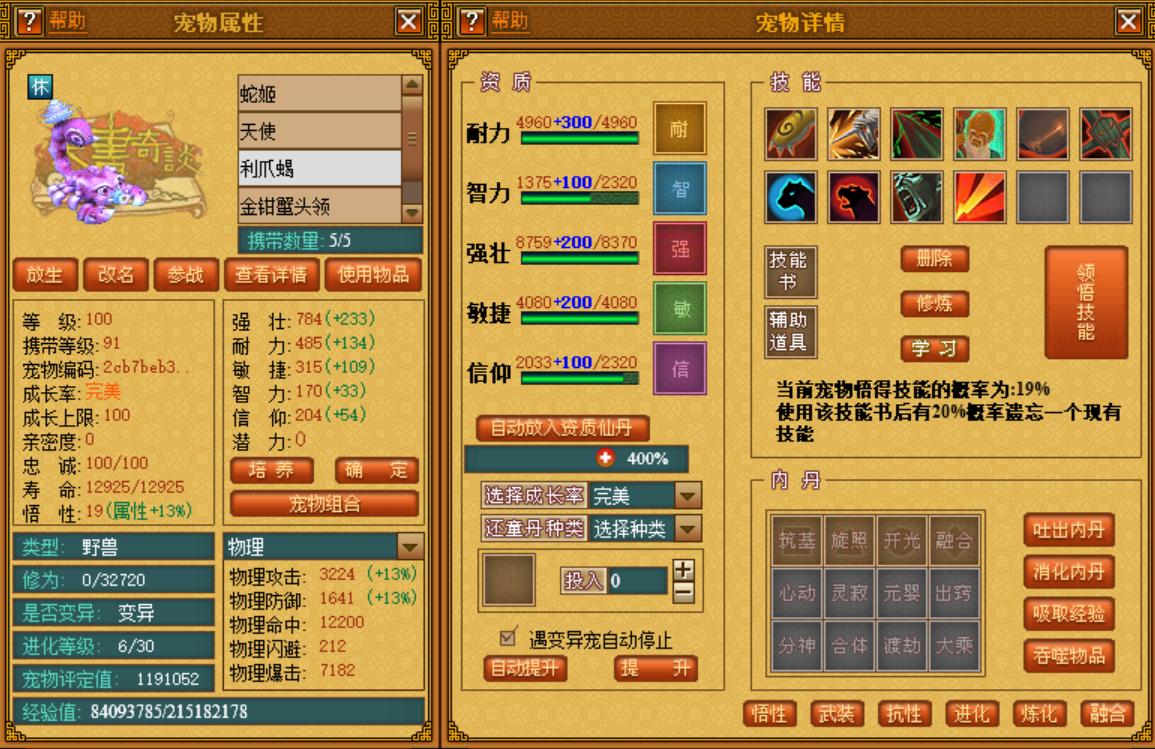 ? 帮助 宠物属性
休
蛇姬
天使
利爪蝎
金钳蟹头领
携带数量: 5/5
放生 改名 参战 查看详情 使用物品
等 级: 100
携带等级: 91
宠物编码: 2cb7beb3..
成长率: 完美
成长上限: 100
亲密度: 0
忠 诚: 100/100
寿 命: 12925/12925
悟 性: 19(属性+13%)
强 壮: 784(+233)
耐 力: 485(+134)
敏 捷: 315(+109)
智 力: 170(+33)
信 仰: 204(+54)
潜 力: 0
培 养 确 定
宠物组合
类型: 野兽
修为: 0/32720
是否变异: 变异
进化等级: 6/30
宠物评定值: 1191052
物理
物理攻击: 3224 (+13%)
物理防御: 1641 (+13%)
物理命中: 12200
物理闪避: 212
物理爆击: 7182
经验值: 84093785/215182178
? 帮助 宠物详情
资 质
耐力 4960+300/4960 耐
智力 1375+100/2320 智
强壮 8759+200/8370 强
敏捷 4080+200/4080 敏
信仰 2033+100/2320 信
自动放入资质仙丹
400%
选择成长率 完美
还童丹种类 选择种类
投入 0
遇变异宠自动停止
自动提升 提 升
技 能
技能书
辅助道具
删除
修炼
学 习
领悟技能
当前宠物悟得技能的概率为:19%
使用该技能书后有20%概率遗忘一个现有
技能
内 丹
筑基 旋照 开光 融合
心动 灵寂 元婴 出窍
分神 合体 渡劫 大乘
吐出内丹
消化内丹
吸取经验
吞噬物品
悟性 武装 抗性 进化 炼化 融合